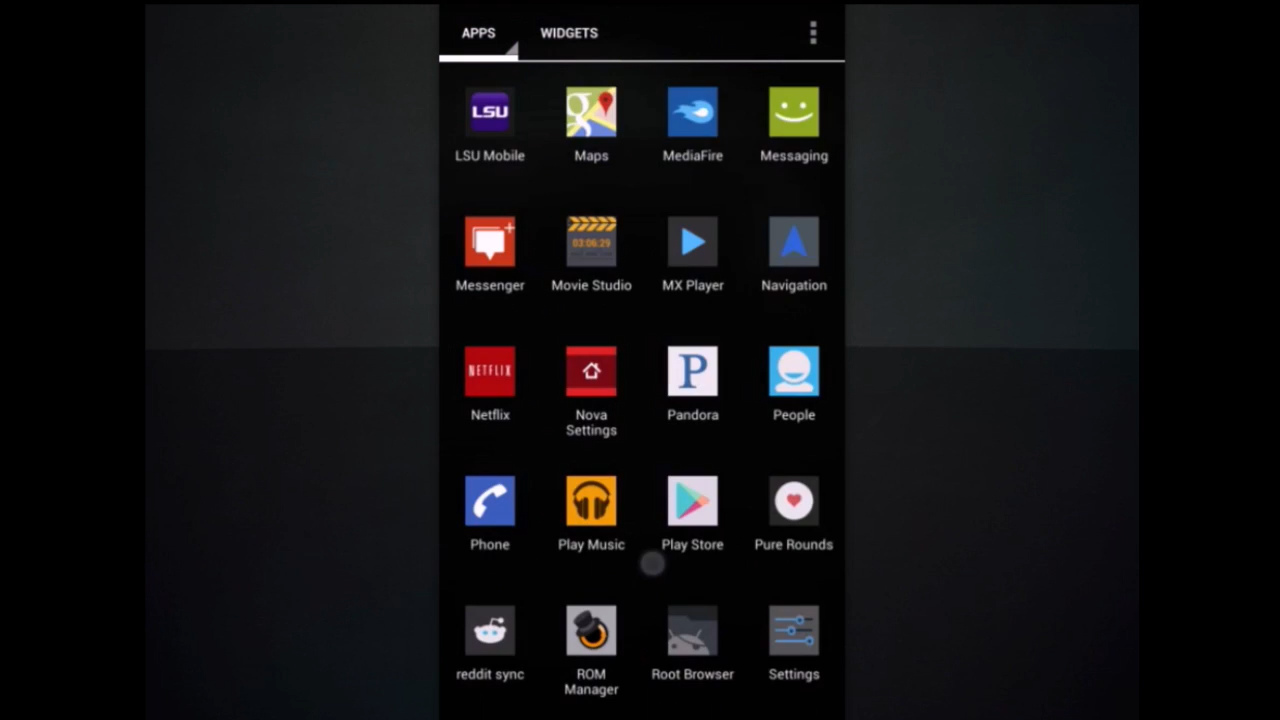 APPS WIDGETS
LSU
LSU Mobile Maps MediaFire Messaging
03:06:29
Messenger Movie Studio MX Player Navigation
NETFLIX
P
Netflix Nova Settings Pandora People
Phone Play Music Play Store Pure Rounds
reddit sync ROM Manager Root Browser Settings